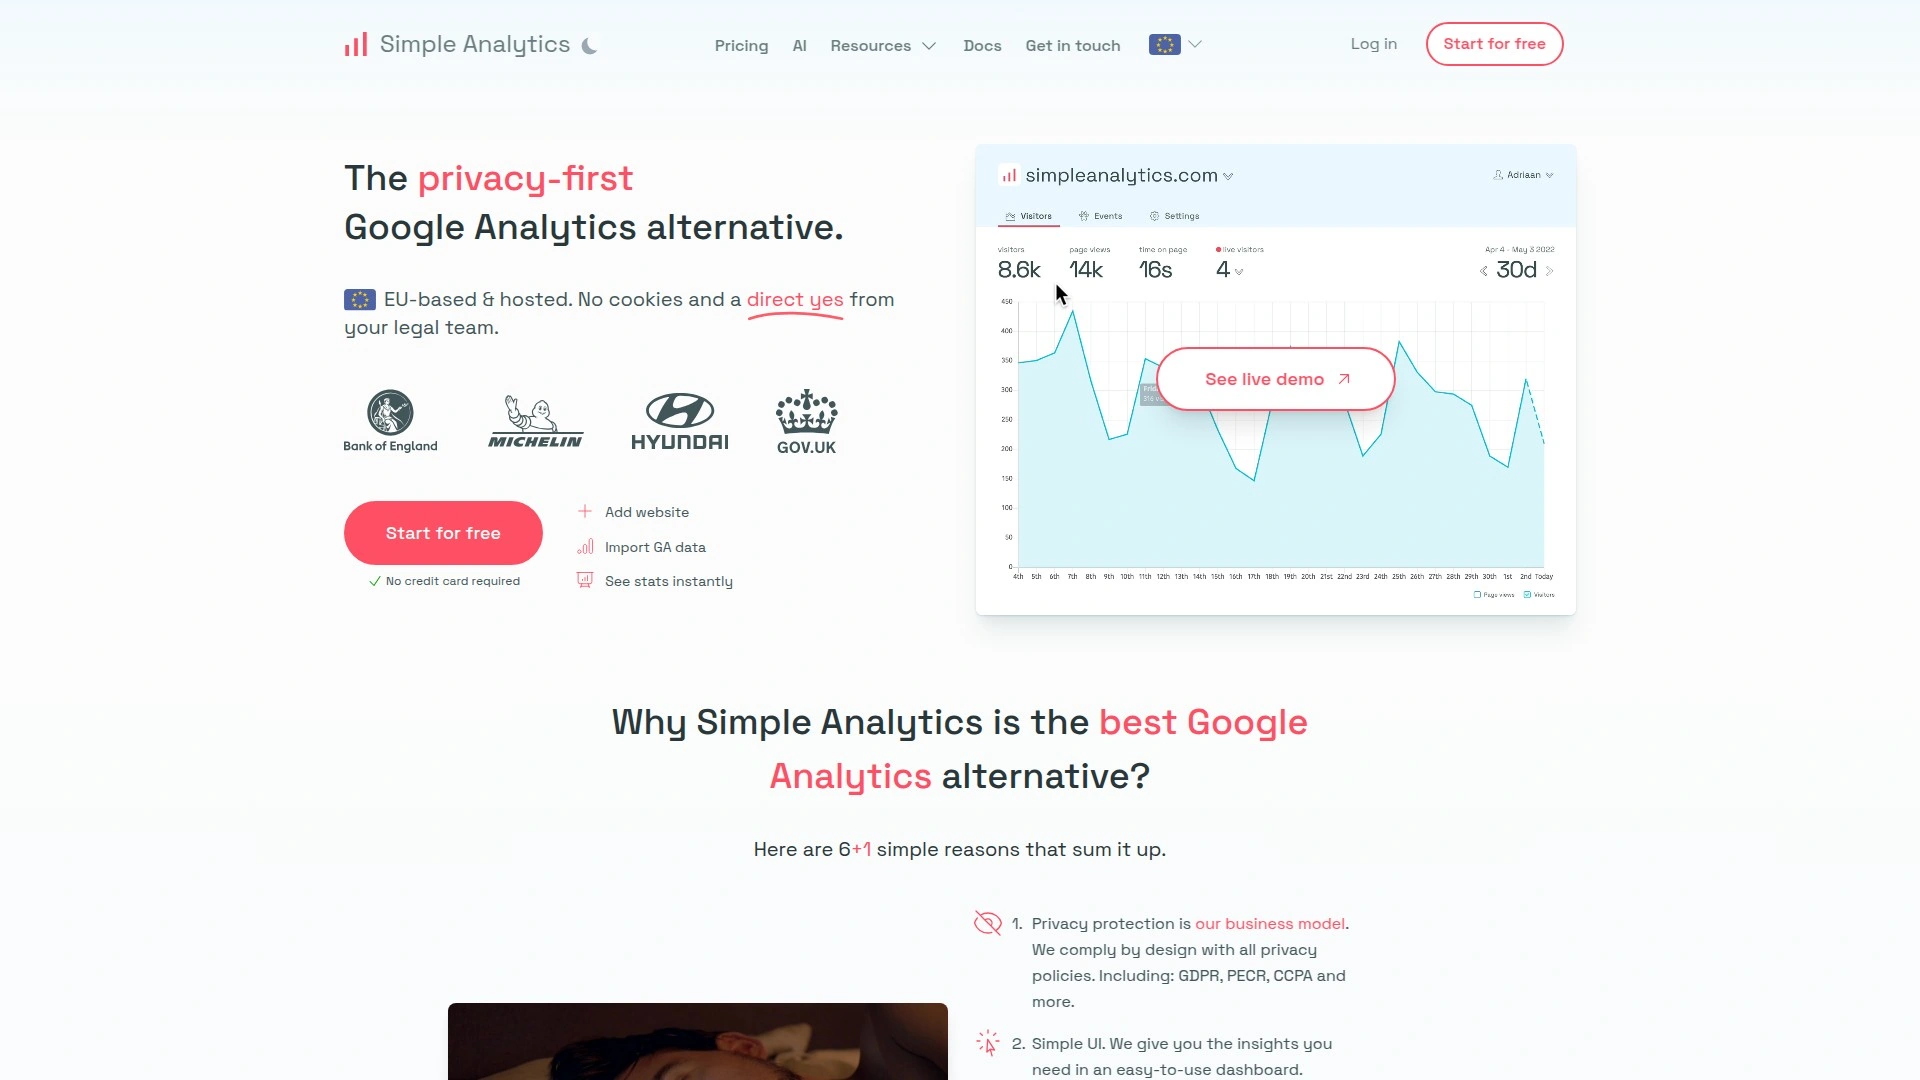 Simple Analytics
Pricing
AI
Resources
Docs
Get in touch
Log in
Start for free
The privacy-first
Google Analytics alternative.
EU-based & hosted. No cookies and a direct yes from
your legal team.
Bank of England
MICHELIN
HYUNDAI
GOV.UK
Start for free
No credit card required
Add website
Import GA data
See stats instantly
simpleanalytics.com
Adriaan
Visitors
Events
Settings
visitors
8.6k
page views
14k
time on page
16s
live visitors
4
Apr 4 - May 3 2022
30d
450
400
350
300
250
200
150
100
50
0
4th 5th 6th 7th 8th 9th 10th 11th 12th 13th 14th 15th 16th 17th 18th 19th 20th 21st 22nd 23rd 24th 25th 26th 27th 28th 29th 30th 1st 2nd Today
See live demo
Page views
Visitors
Why Simple Analytics is the best Google
Analytics alternative?
Here are 6+1 simple reasons that sum it up.
1. Privacy protection is our business model.
We comply by design with all privacy
policies. Including: GDPR, PECR, CCPA and
more.
2. Simple UI. We give you the insights you
need in an easy-to-use dashboard.